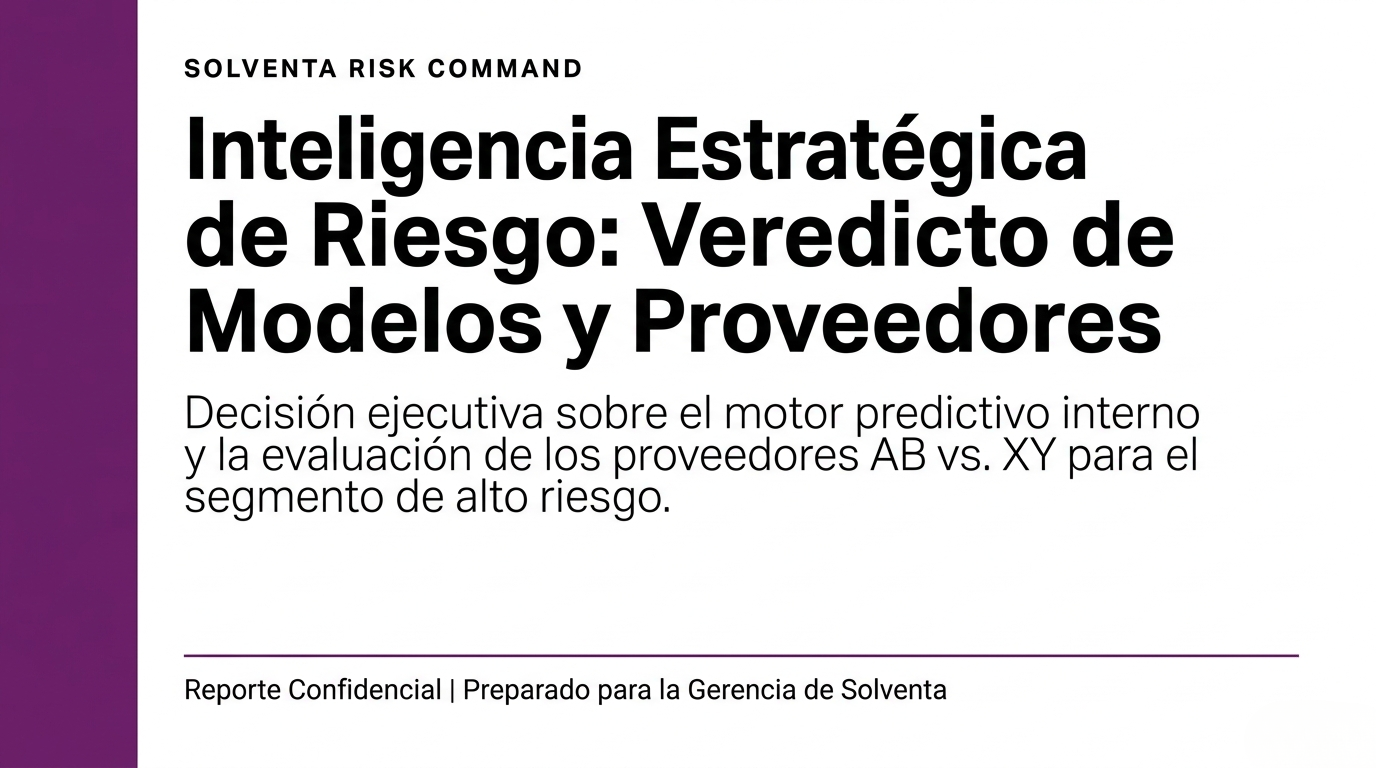 SOLVENTA RISK COMMAND
Inteligencia Estratégica
de Riesgo: Veredicto de
Modelos y Proveedores
Decisión ejecutiva sobre el motor predictivo interno
y la evaluación de los proveedores AB vs. XY para el
segmento de alto riesgo.
Reporte Confidencial | Preparado para la Gerencia de Solventa